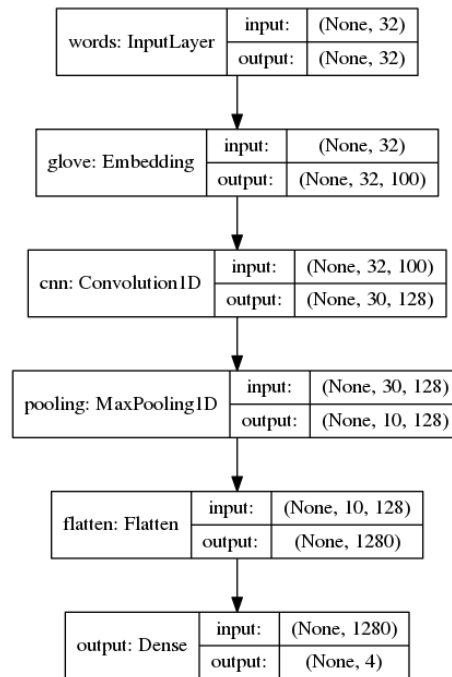 words: InputLayer
input: (None, 32)
output: (None, 32)
glove: Embedding
input: (None, 32)
output: (None, 32, 100)
cnn: Convolution1D
input: (None, 32, 100)
output: (None, 30, 128)
pooling: MaxPooling1D
input: (None, 30, 128)
output: (None, 10, 128)
flatten: Flatten
input: (None, 10, 128)
output: (None, 1280)
output: Dense
input: (None, 1280)
output: (None, 4)